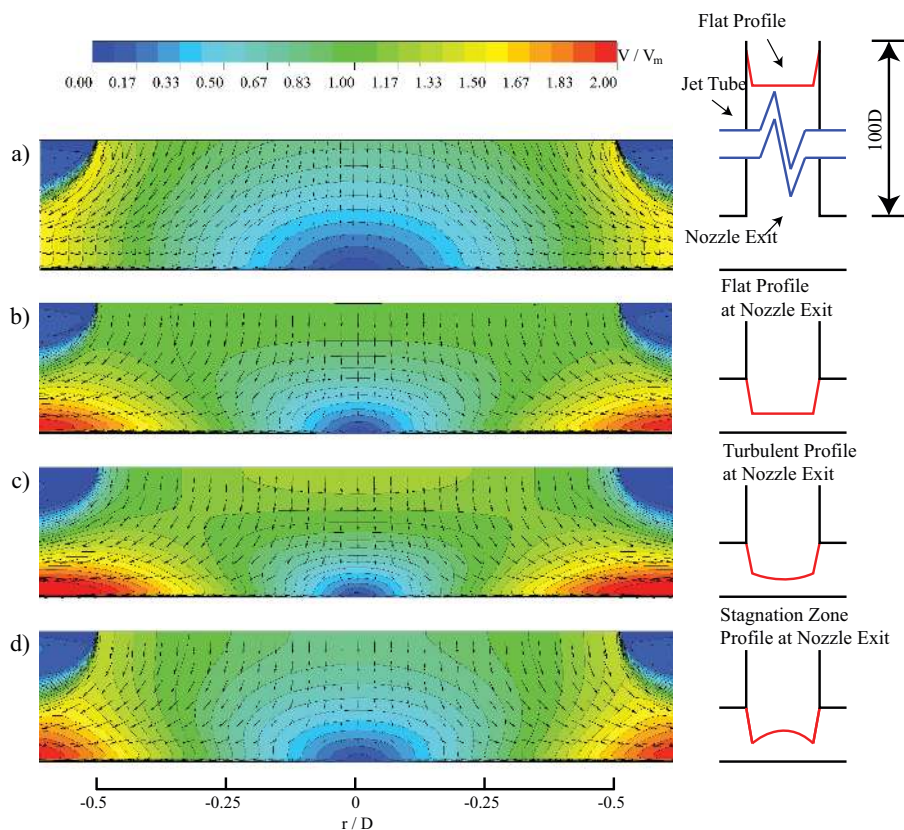 Flat Profile
V / Vm
0.00 0.17 0.33 0.50 0.67 0.83 1.00 1.17 1.33 1.50 1.67 1.83 2.00
Jet Tube
100D
a)
Nozzle Exit
Flat Profile
at Nozzle Exit
b)
Turbulent Profile
at Nozzle Exit
c)
Stagnation Zone
Profile at Nozzle Exit
d)
-0.5 -0.25 0 -0.25 -0.5
r / D